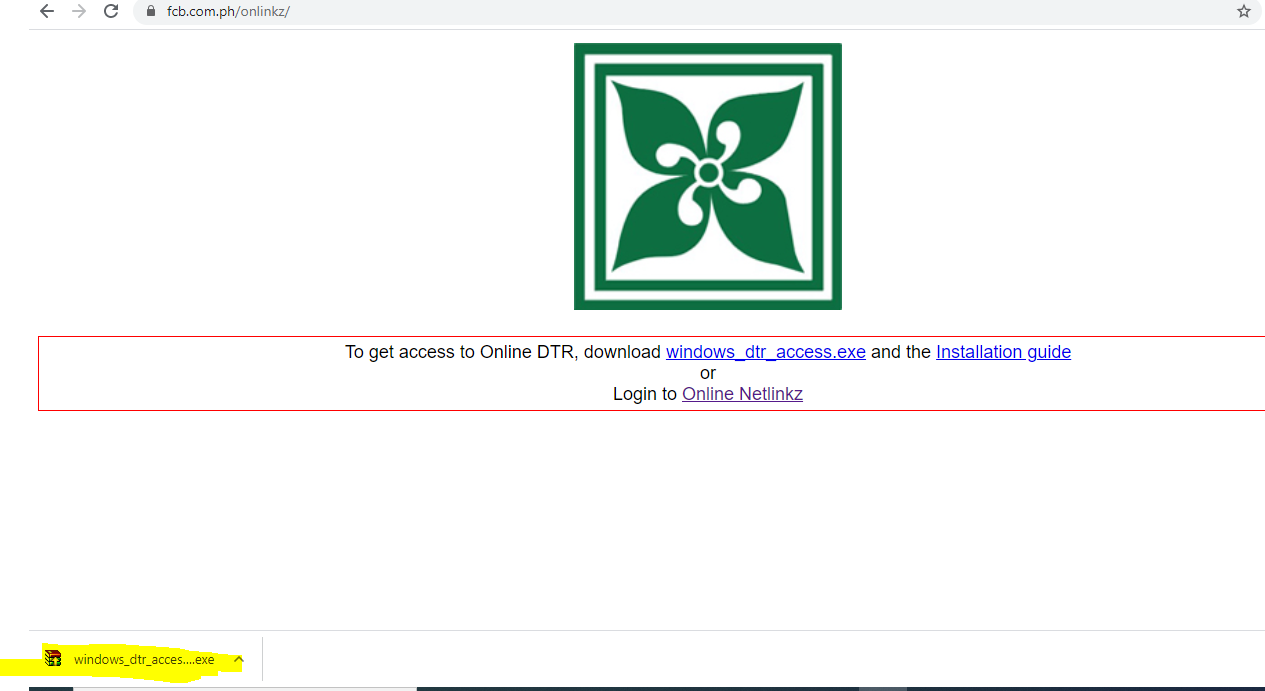 fcb.com.ph/onlinkz/
To get access to Online DTR, download windows_dtr_access.exe and the Installation guide
or
Login to Online Netlinkz
windows_dtr_acces....exe